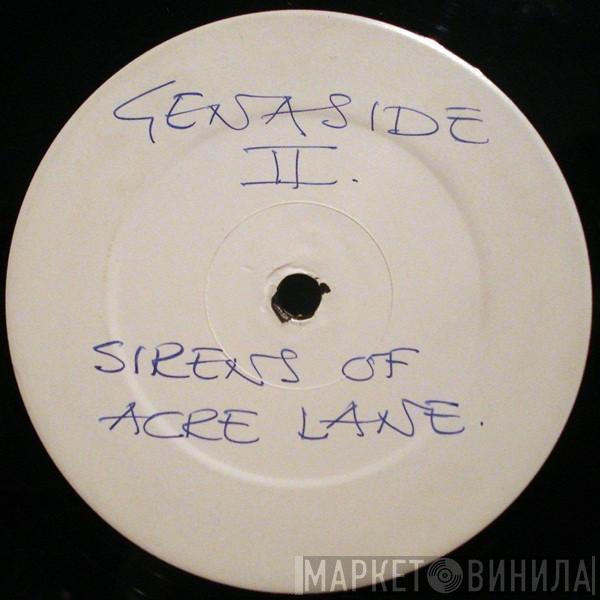 GENASIDE
II.
SIRENS OF
ACRE LANE.
МАРКЕТ ВИНИЛА